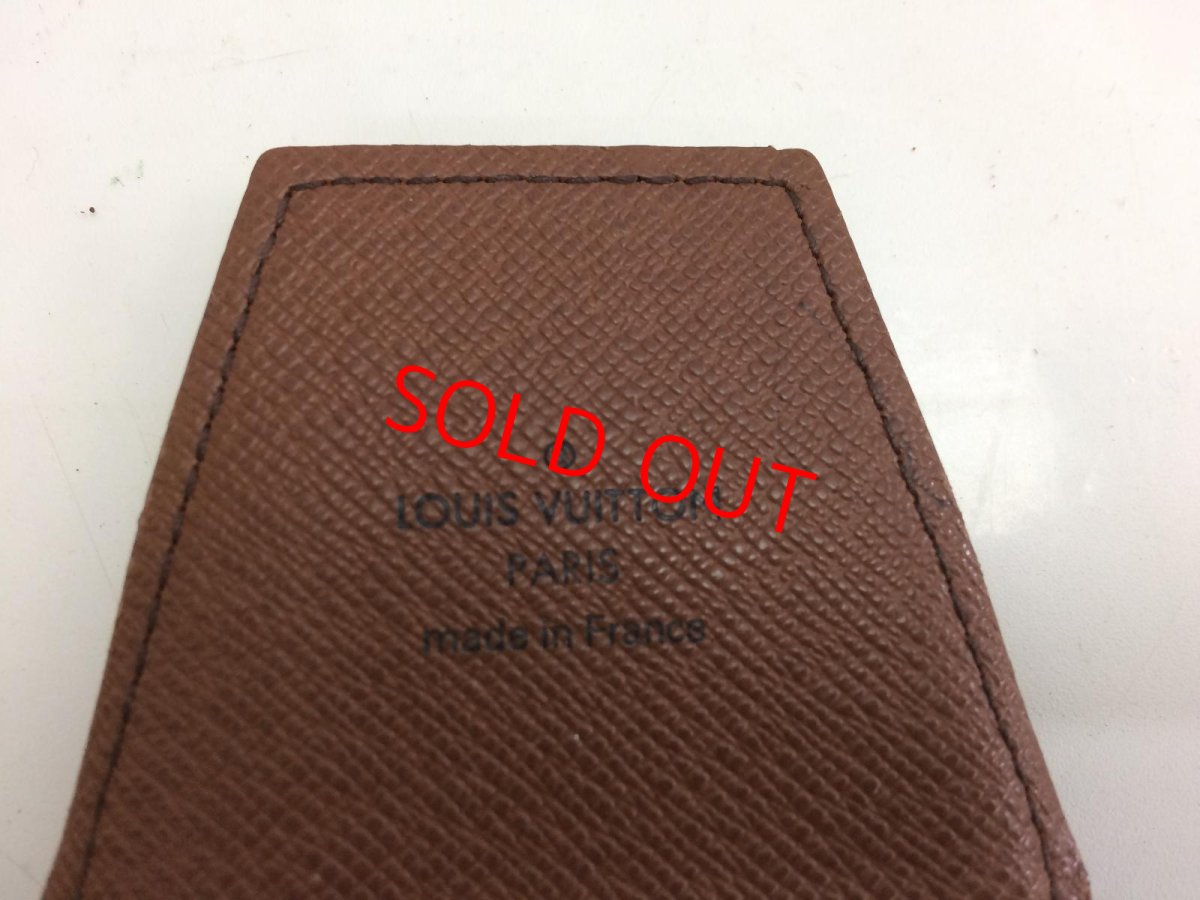 SOLD OUT
®
LOUIS VUITTON
PARIS
made in France